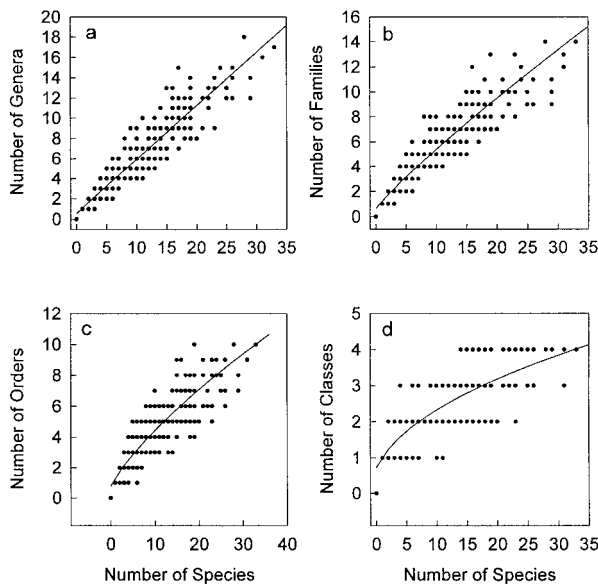 a
20
18
16
14
12
10
8
6
4
2
0
Number of Genera
0 5 10 15 20 25 30 35
b
16
14
12
10
8
6
4
2
0
Number of Families
0 5 10 15 20 25 30 35
c
12
10
8
6
4
2
0
Number of Orders
0 10 20 30 40
Number of Species
d
5
4
3
2
1
0
Number of Classes
0 5 10 15 20 25 30 35
Number of Species